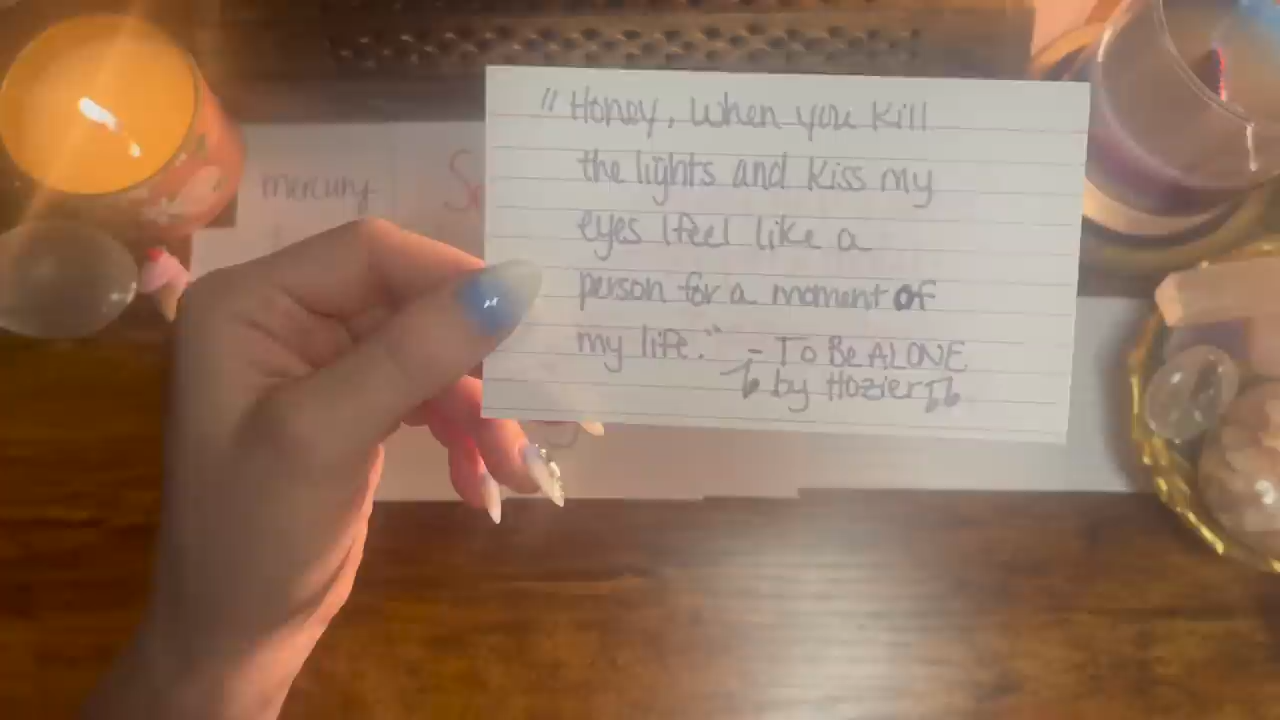 mercury
"Honey, when you kill
the lights and kiss my
eyes I feel like a
person for a moment of
my life." - TO BE ALONE
by Hozier